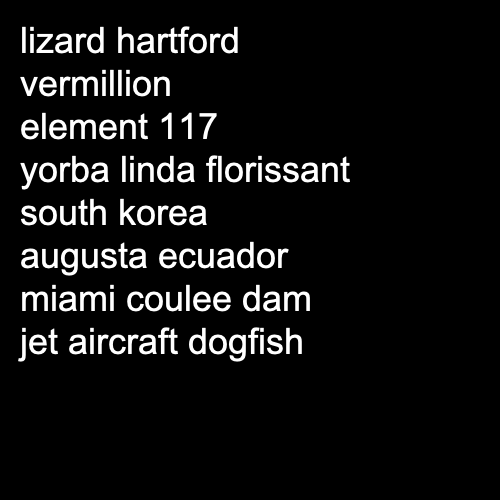 lizard hartford
vermillion
element 117
yorba linda florissant
south korea
augusta ecuador
miami coulee dam
jet aircraft dogfish